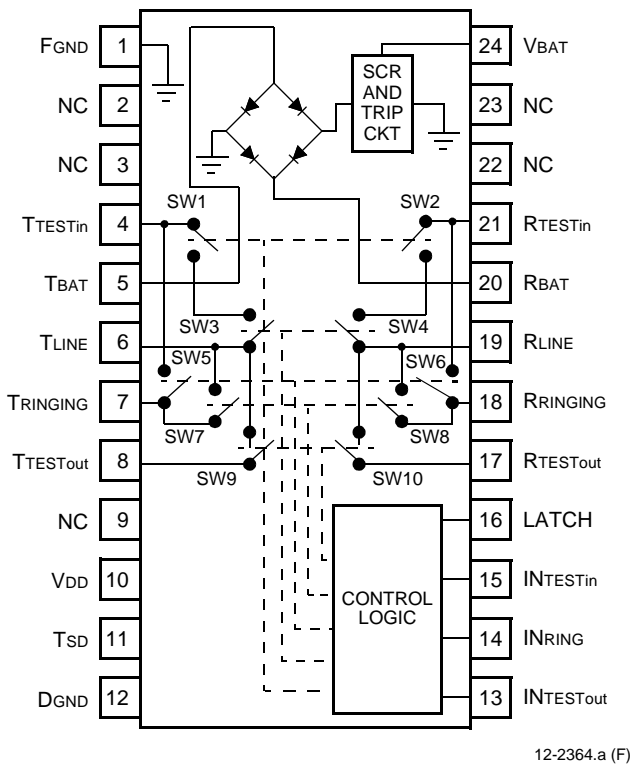 FGND 1
NC 2
NC 3
TTESTin 4
TBAT 5
TLINE 6
TRINGING 7
TTESTout 8
NC 9
VDD 10
TSD 11
DGND 12
24 VBAT
23 NC
22 NC
21 RTESTin
20 RBAT
19 RLINE
18 RRINGING
17 RTESTout
16 LATCH
15 INTESTin
14 INRING
13 INTESTout
SCR
AND
TRIP
CKT
SW1
SW2
SW3
SW4
SW5
SW6
SW7
SW8
SW9
SW10
CONTROL
LOGIC
12-2364.a (F)